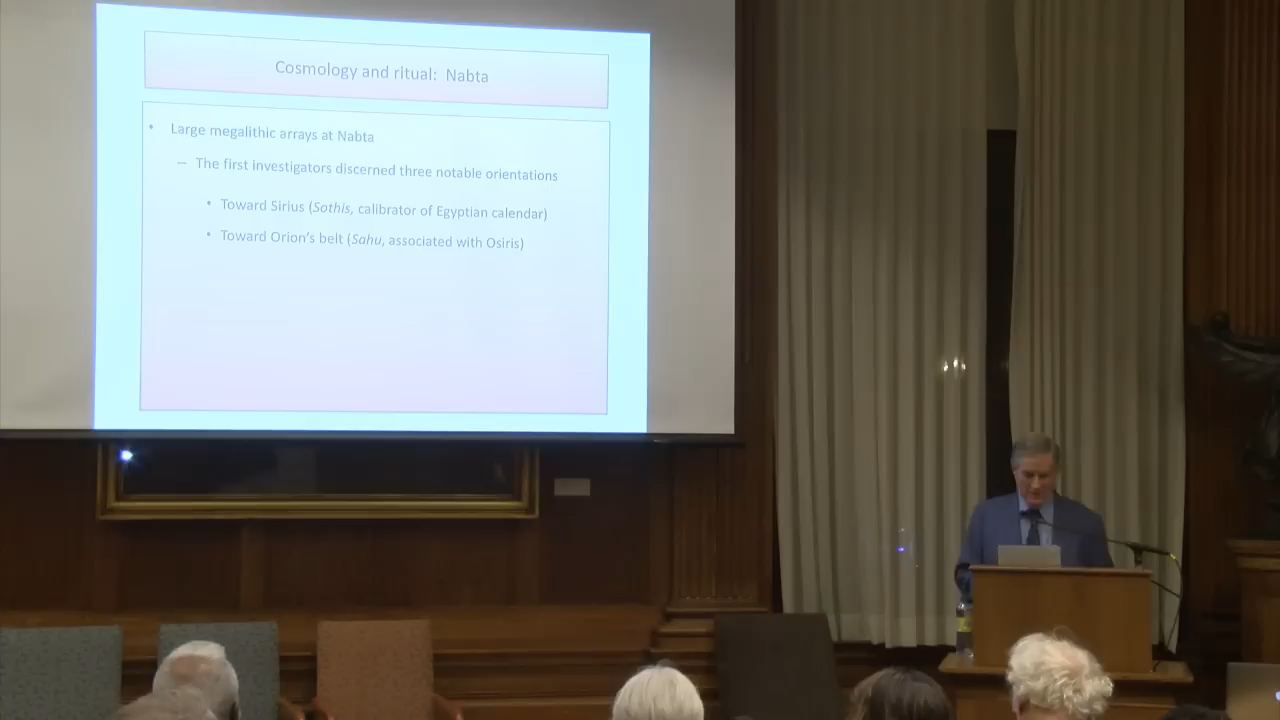 Cosmology and ritual: Nabta
• Large megalithic arrays at Nabta
– The first investigators discerned three notable orientations
• Toward Sirius (Sothis, calibrator of Egyptian calendar)
• Toward Orion's belt (Sahu, associated with Osiris)